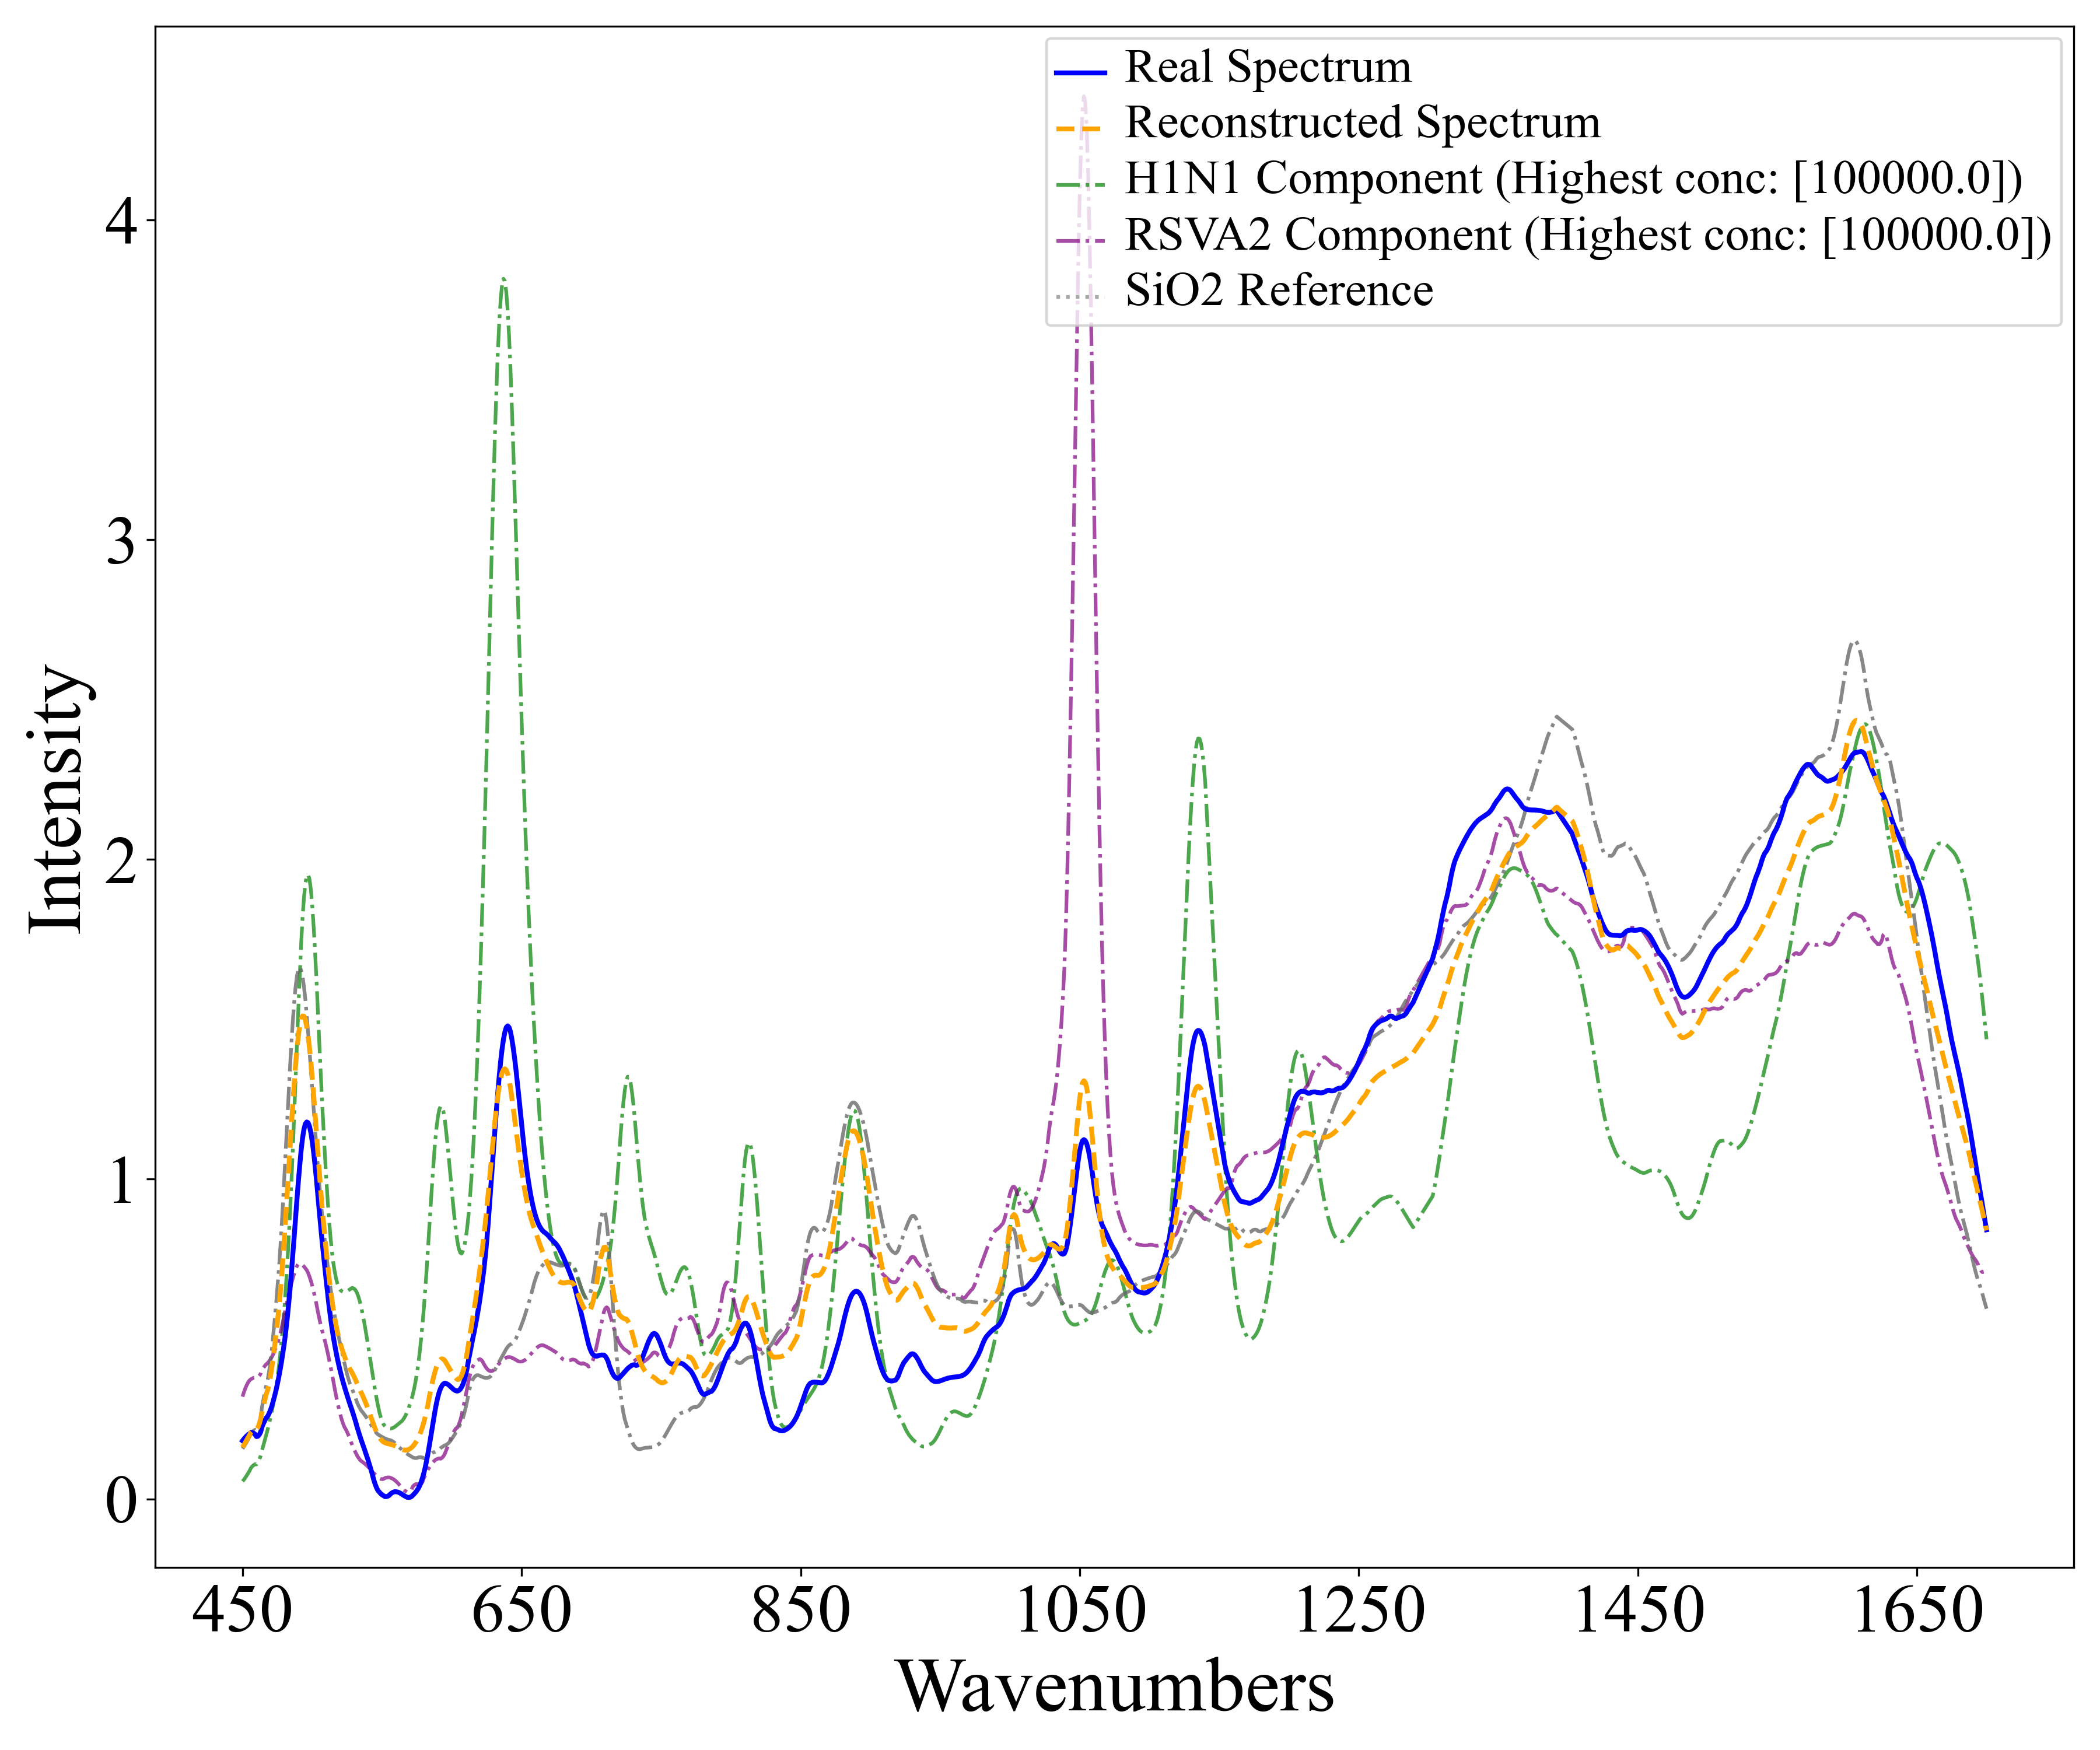 Real Spectrum
Reconstructed Spectrum
H1N1 Component (Highest conc: [100000.0])
RSVA2 Component (Highest conc: [100000.0])
SiO2 Reference
Intensity
4
3
2
1
0
450 650 850 1050 1250 1450 1650
Wavenumbers